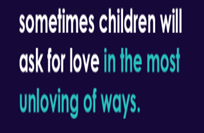 sometimes children will
ask for love in the most
unloving of ways.